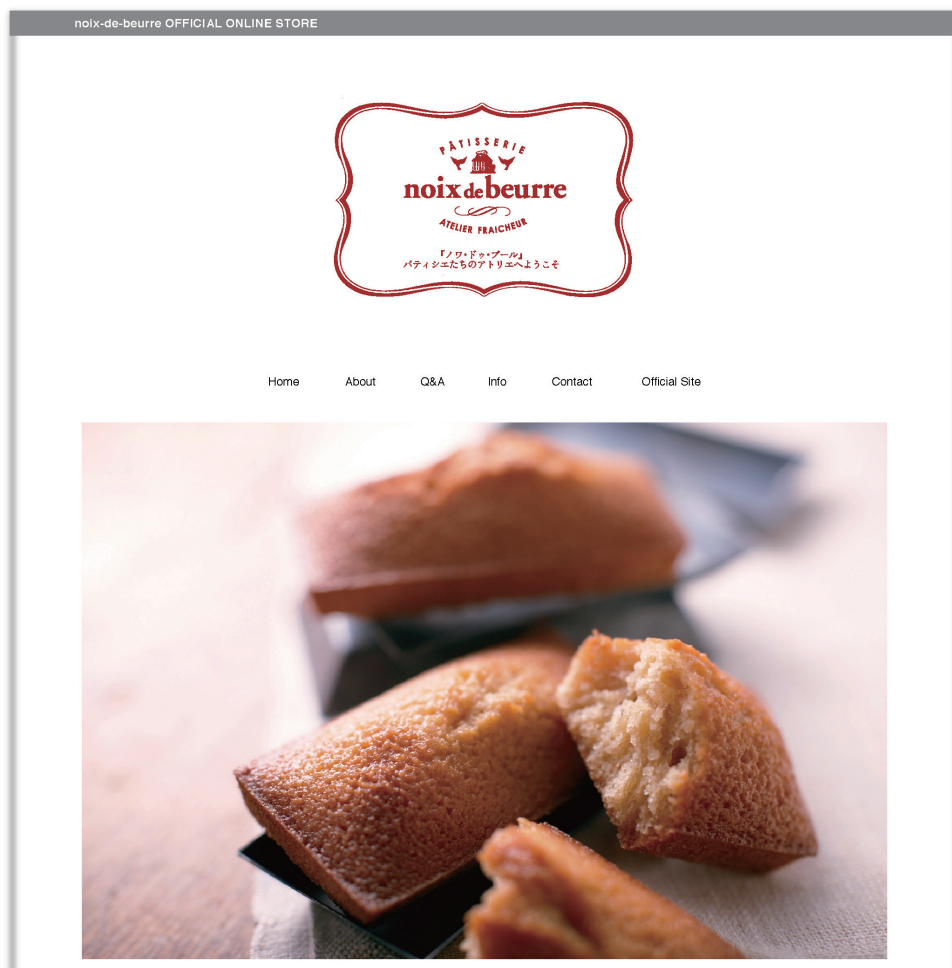 noix-de-beurre OFFICIAL ONLINE STORE
PÂTISSERIE
noix de beurre
ATELIER FRAICHEUR
『ノワ・ドゥ・ブール』
パティシエたちのアトリエへようこそ
Home About Q&A Info Contact Official Site